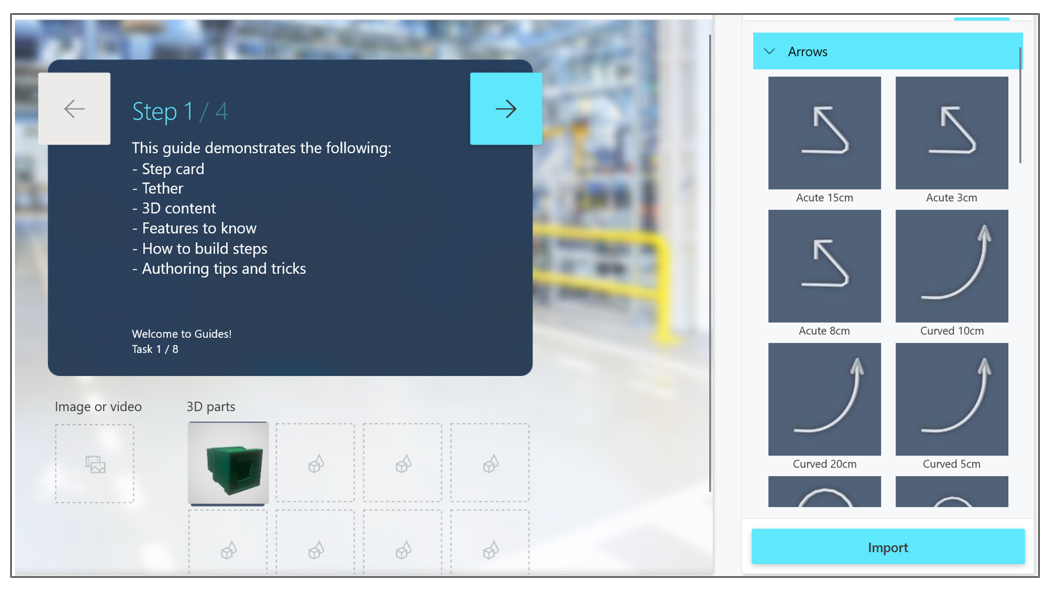 Step 1 / 4
This guide demonstrates the following:
- Step card
- Tether
- 3D content
- Features to know
- How to build steps
- Authoring tips and tricks
Welcome to Guides!
Task 1 / 8
Image or video
3D parts
Arrows
Acute 15cm
Acute 3cm
Acute 8cm
Curved 10cm
Curved 20cm
Curved 5cm
Import